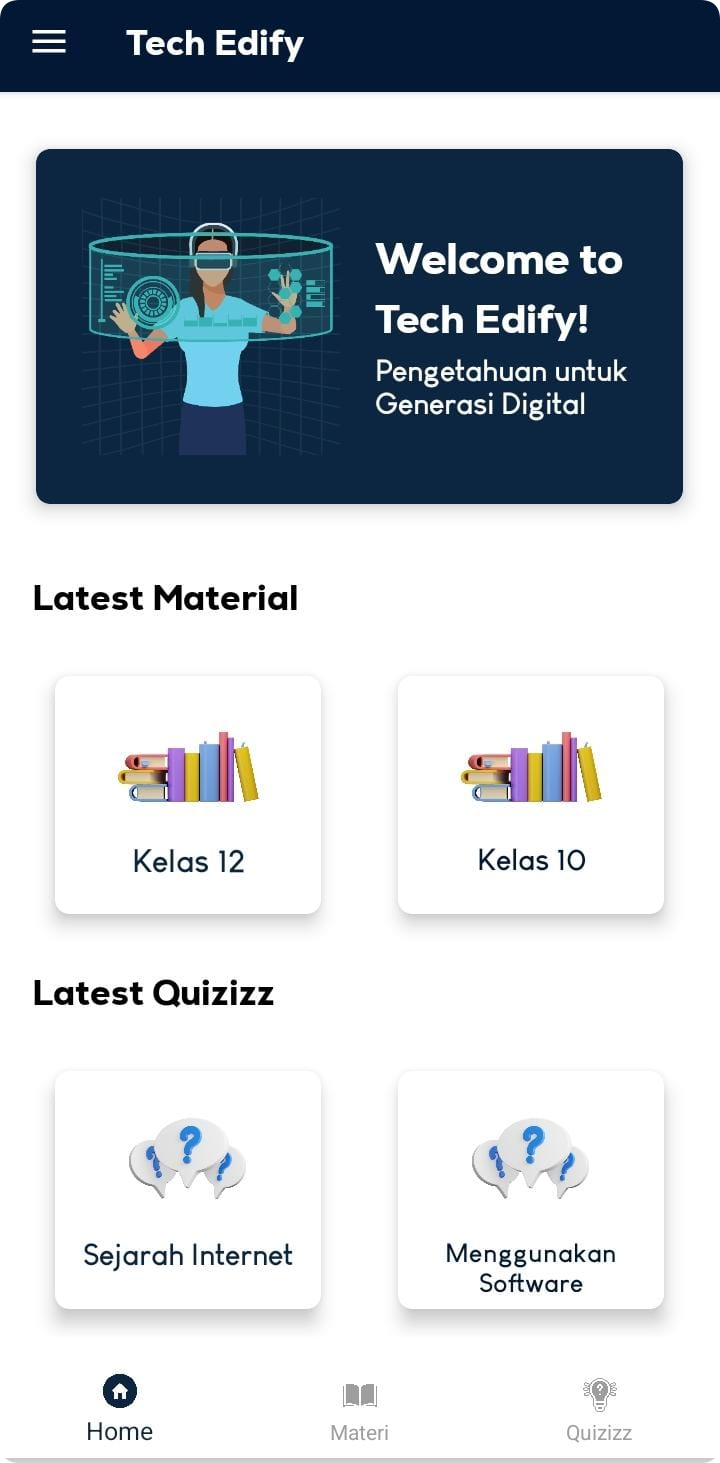 Tech Edify
Welcome to
Tech Edify!
Pengetahuan untuk
Generasi Digital
Latest Material
Kelas 12
Kelas 10
Latest Quizizz
Sejarah Internet
Menggunakan
Software
Home
Materi
Quizizz